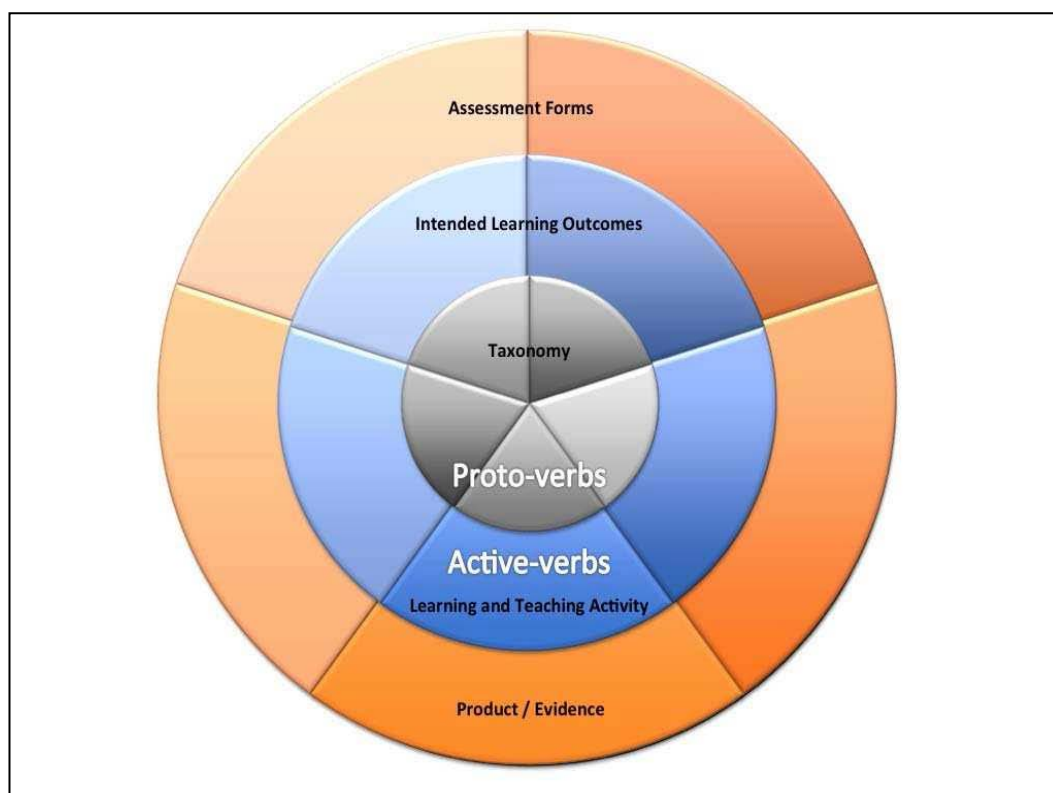 Assessment Forms
Intended Learning Outcomes
Taxonomy
Proto-verbs
Active-verbs
Learning and Teaching Activity
Product / Evidence